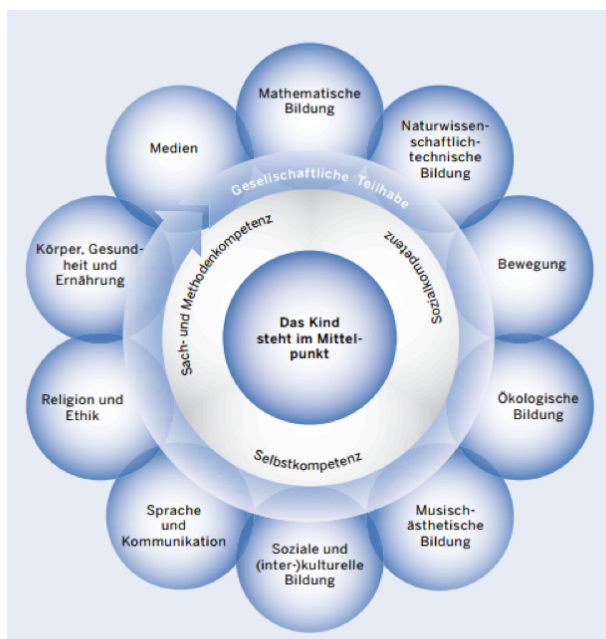 Mathematische
Bildung
Naturwissen-
schaftlich-
technische
Bildung
Bewegung
Ökologische
Bildung
Musisch-
ästhetische
Bildung
Soziale und
(inter-)kulturelle
Bildung
Sprache
und
Kommunikation
Religion und
Ethik
Körper, Gesund-
heit und
Ernährung
Medien
Gesellschaftliche Teilhabe
Sach- und Methodenkompetenz
Sozialkompetenz
Selbstkompetenz
Das Kind
steht im Mittel-
punkt